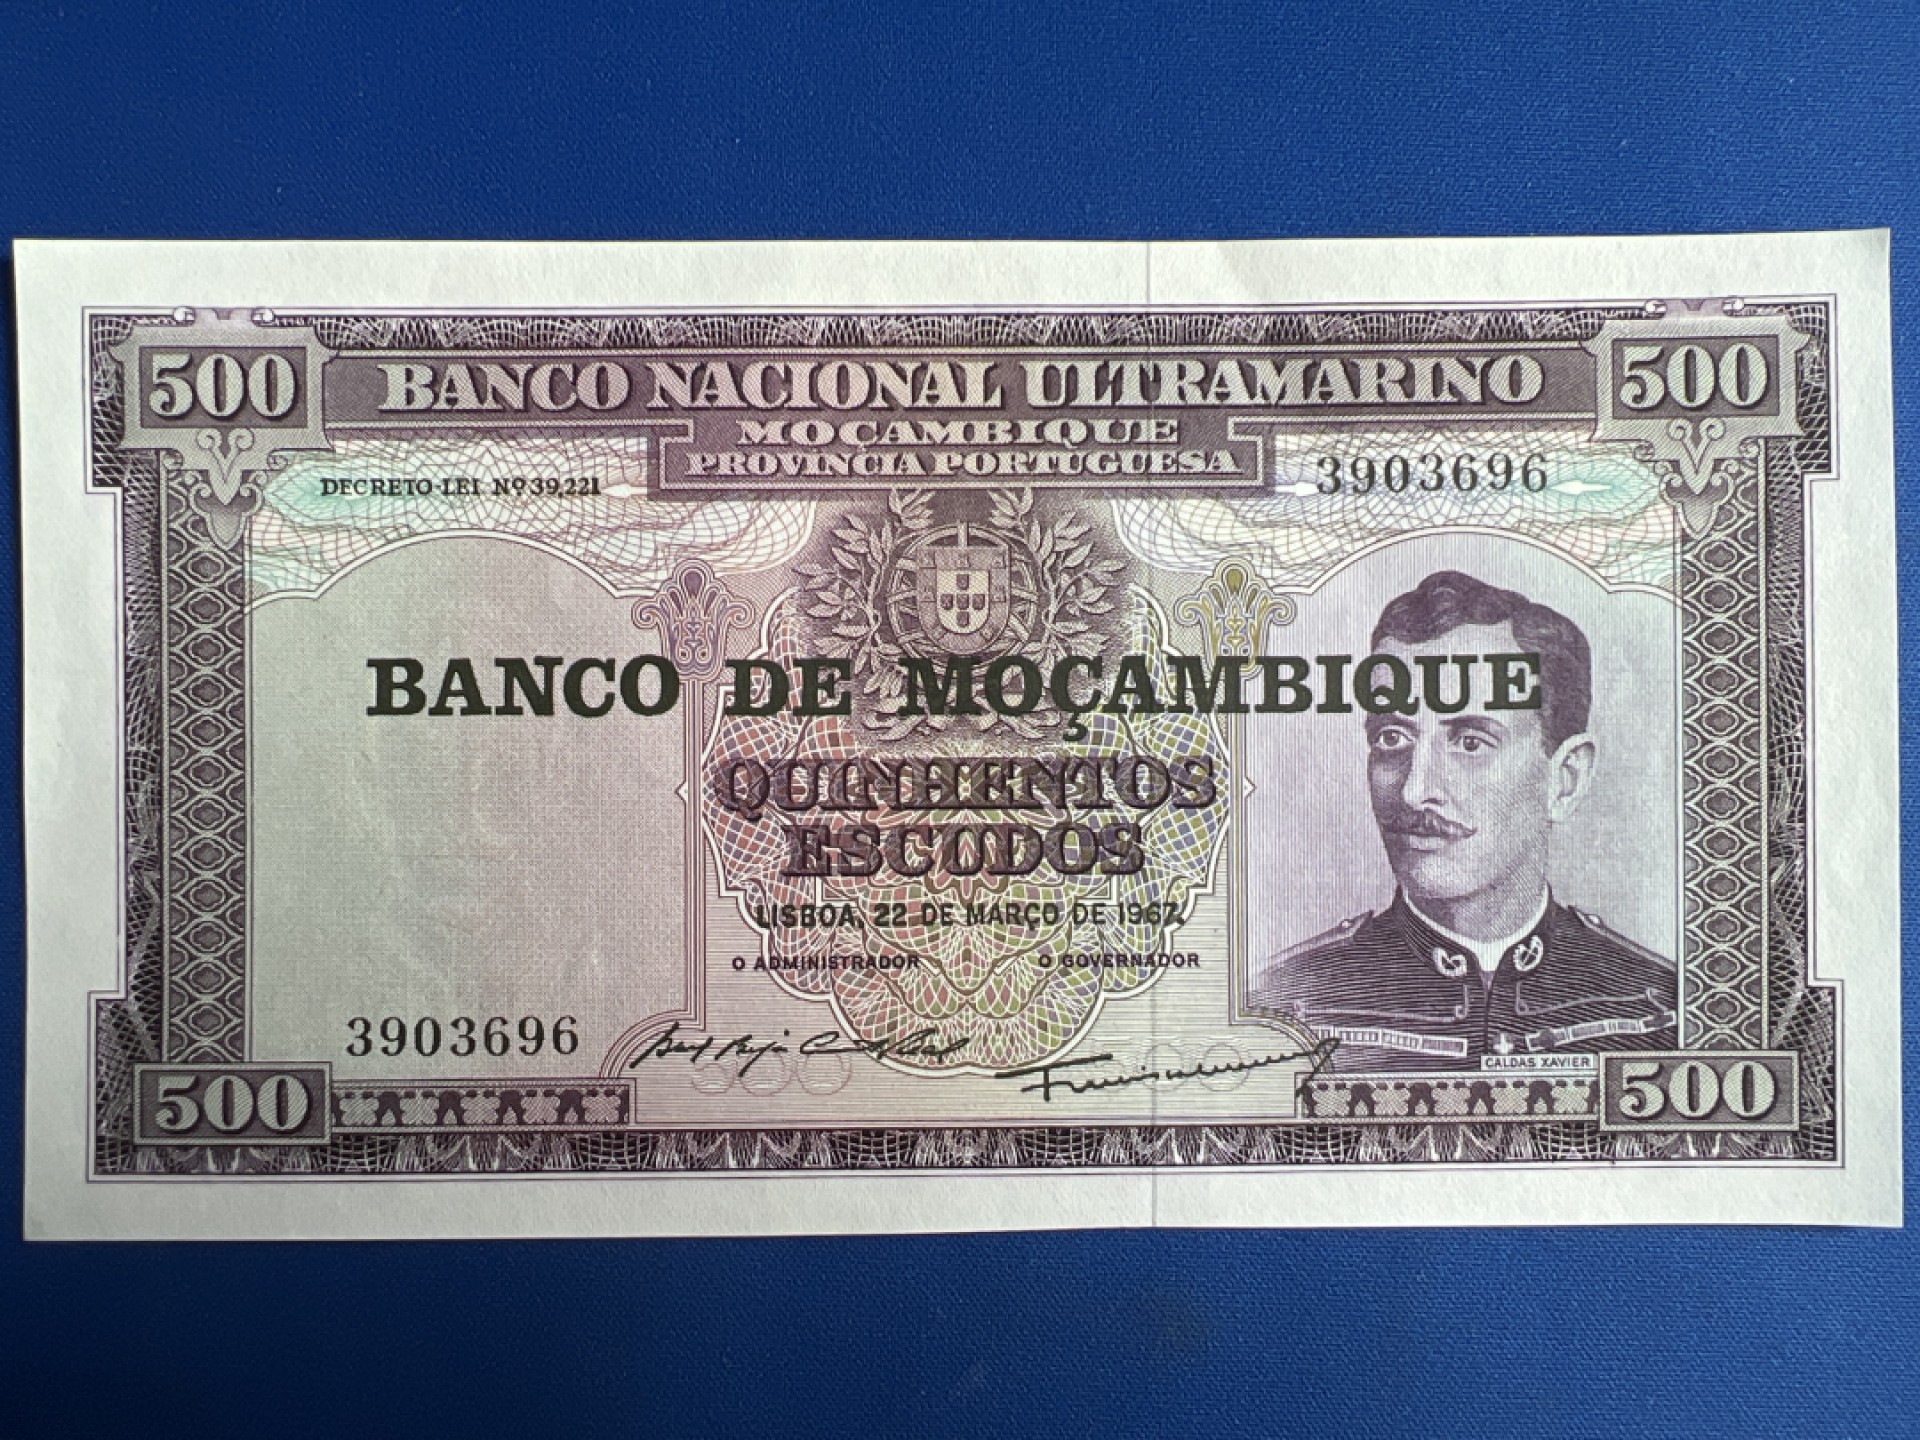 500 BANCO NACIONAL ULTRAMARINO 500
MOÇAMBIQUE
PROVINCIA PORTUGUESA
DECRETO-LEI Nº 39,221 3903696
BANCO DE MOÇAMBIQUE
QUINHENTOS
ESCUDOS
LISBOA, 22 DE MARÇO DE 1967.
O ADMINISTRADOR O GOVERNADOR
3903696
CALDAS XAVIER
500 500